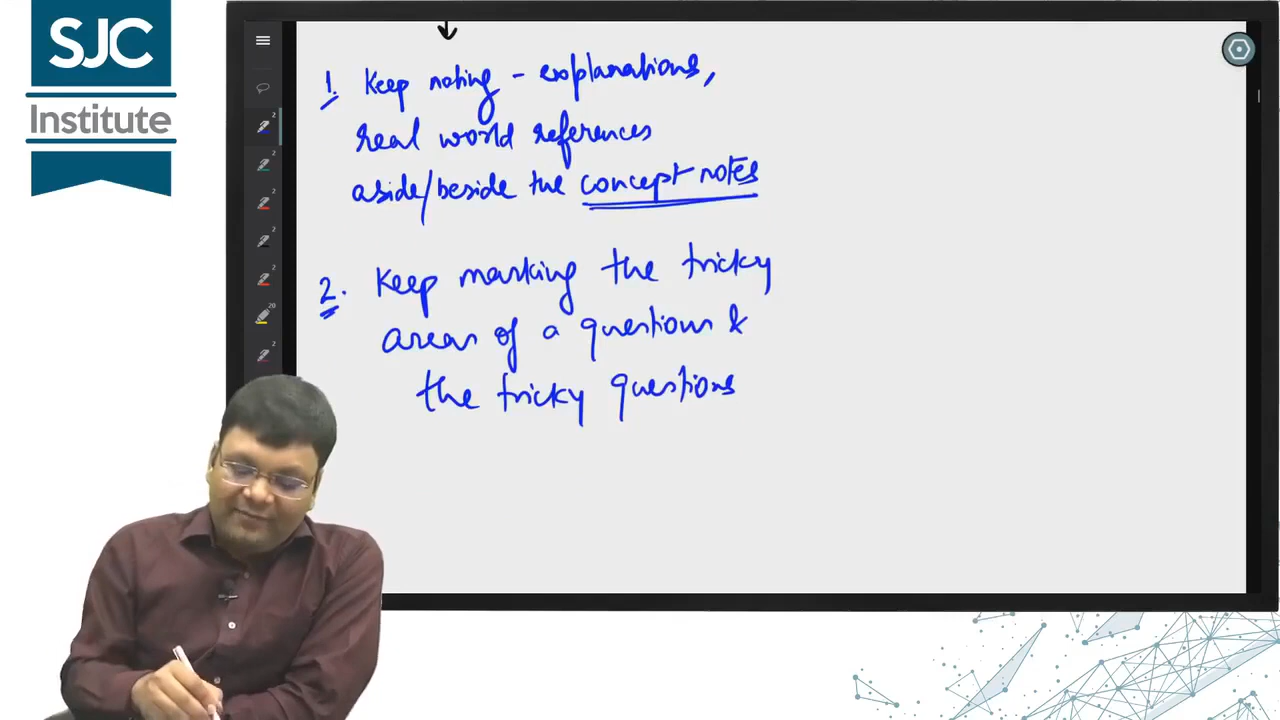 SJC
Institute
1. Keep noting - explanations,
real world references
aside/beside the concept notes
2. Keep marking the tricky
areas of a questions &
the tricky questions